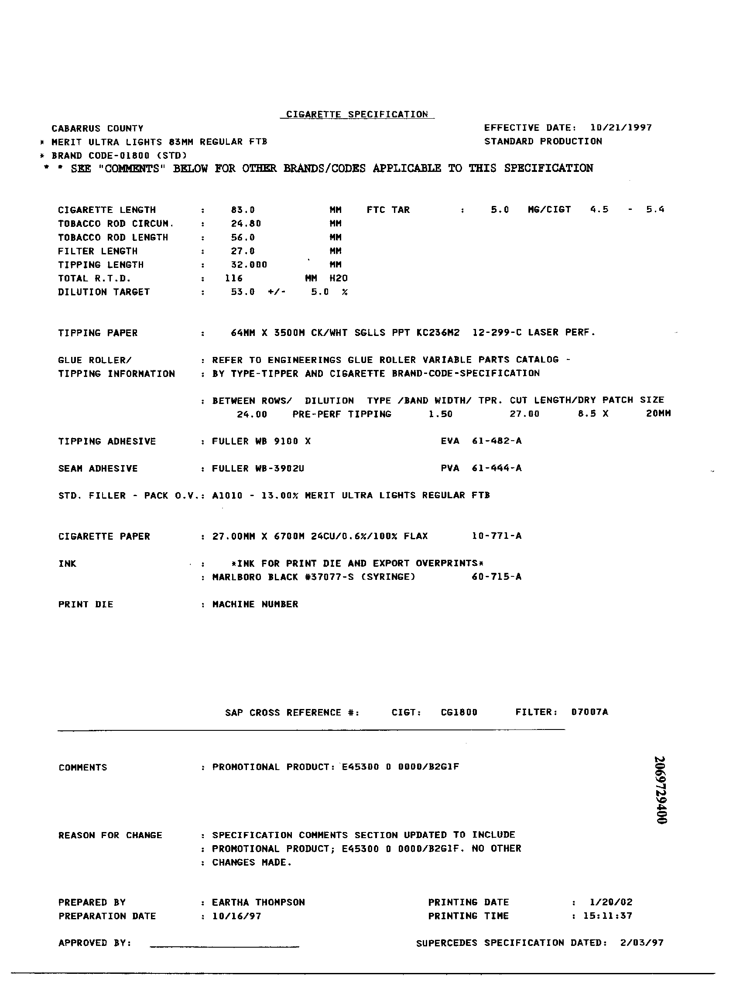 CIGARETTE SPECIFICATION
CABARRUS COUNTY EFFECTIVE DATE: 10/21/1997
* MERIT ULTRA LIGHTS 83MM REGULAR FTB STANDARD PRODUCTION
* BRAND CODE-01800 (STD)
* * SEE "COMMENTS" BELOW FOR OTHER BRANDS/CODES APPLICABLE TO THIS SPECIFICATION
CIGARETTE LENGTH : 83.0 MM FTC TAR : 5.0 MG/CIGT 4.5 - 5.4
TOBACCO ROD CIRCUM. : 24.80 MM
TOBACCO ROD LENGTH : 56.0 MM
FILTER LENGTH : 27.0 MM
TIPPING LENGTH : 32.000 MM
TOTAL R.T.D. : 116 MM H2O
DILUTION TARGET : 53.0 +/- 5.0 %
TIPPING PAPER : 64MM X 3500M CK/WHT SGLLS PPT KC236M2 12-299-C LASER PERF.
GLUE ROLLER/ : REFER TO ENGINEERINGS GLUE ROLLER VARIABLE PARTS CATALOG -
TIPPING INFORMATION : BY TYPE-TIPPER AND CIGARETTE BRAND-CODE-SPECIFICATION
: BETWEEN ROWS/ DILUTION TYPE /BAND WIDTH/ TPR. CUT LENGTH/DRY PATCH SIZE
24.00 PRE-PERF TIPPING 1.50 27.00 8.5 X 20MM
TIPPING ADHESIVE : FULLER WB 9100 X EVA 61-482-A
SEAM ADHESIVE : FULLER WB-3902U PVA 61-444-A
STD. FILLER - PACK O.V.: A1010 - 13.00% MERIT ULTRA LIGHTS REGULAR FTB
CIGARETTE PAPER : 27.00MM X 6700M 24CU/0.6%/100% FLAX 10-771-A
INK : *INK FOR PRINT DIE AND EXPORT OVERPRINTS*
: MARLBORO BLACK #37077-S (SYRINGE) 60-715-A
PRINT DIE : MACHINE NUMBER
SAP CROSS REFERENCE #: CIGT: CG1800 FILTER: 07007A
COMMENTS : PROMOTIONAL PRODUCT: E45300 0 0000/B2G1F
2069729400
REASON FOR CHANGE : SPECIFICATION COMMENTS SECTION UPDATED TO INCLUDE
: PROMOTIONAL PRODUCT; E45300 0 0000/B2G1F. NO OTHER
: CHANGES MADE.
PREPARED BY : EARTHA THOMPSON PRINTING DATE : 1/20/02
PREPARATION DATE : 10/16/97 PRINTING TIME : 15:11:37
APPROVED BY: SUPERCEDES SPECIFICATION DATED: 2/03/97